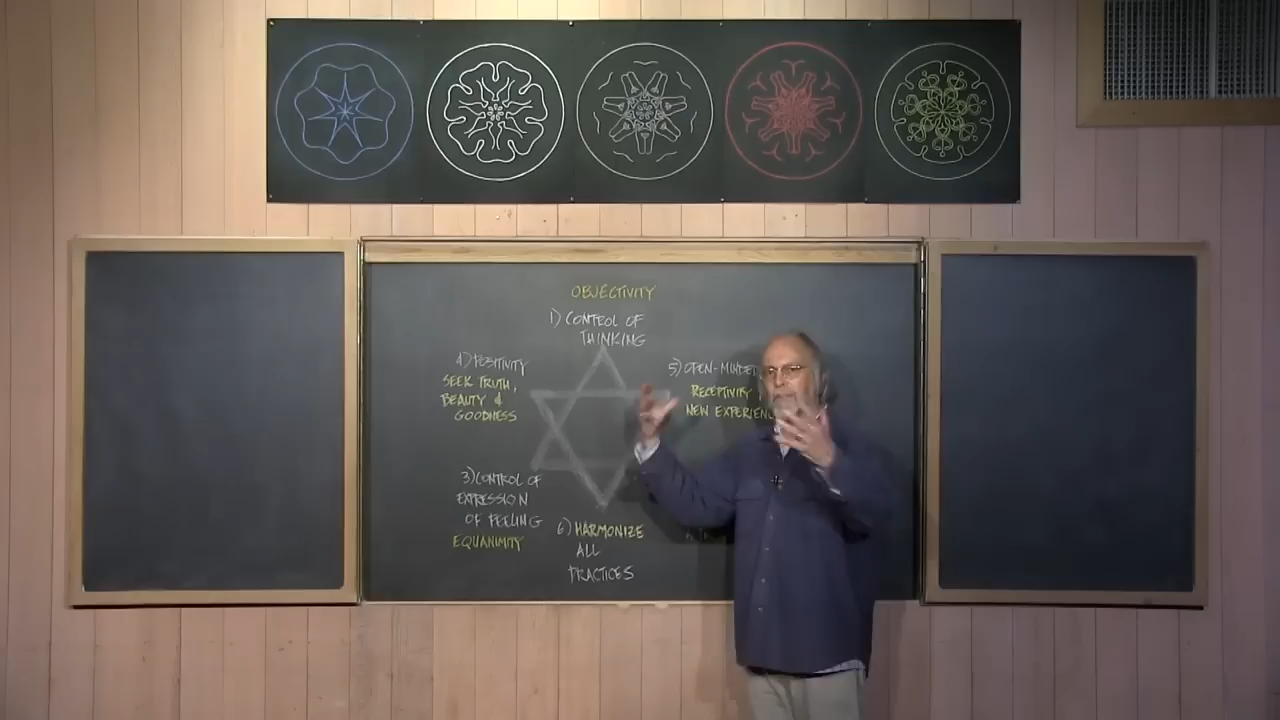 OBJECTIVITY
1) CONTROL OF
THINKING
4) POSITIVITY
SEEK TRUTH,
BEAUTY &
GOODNESS
5) OPEN-MINDED
RECEPTIVITY
NEW EXPERIENC
3) CONTROL OF
EXPRESSION
OF FEELING
EQUANIMITY
6) HARMONIZE
ALL
PRACTICES